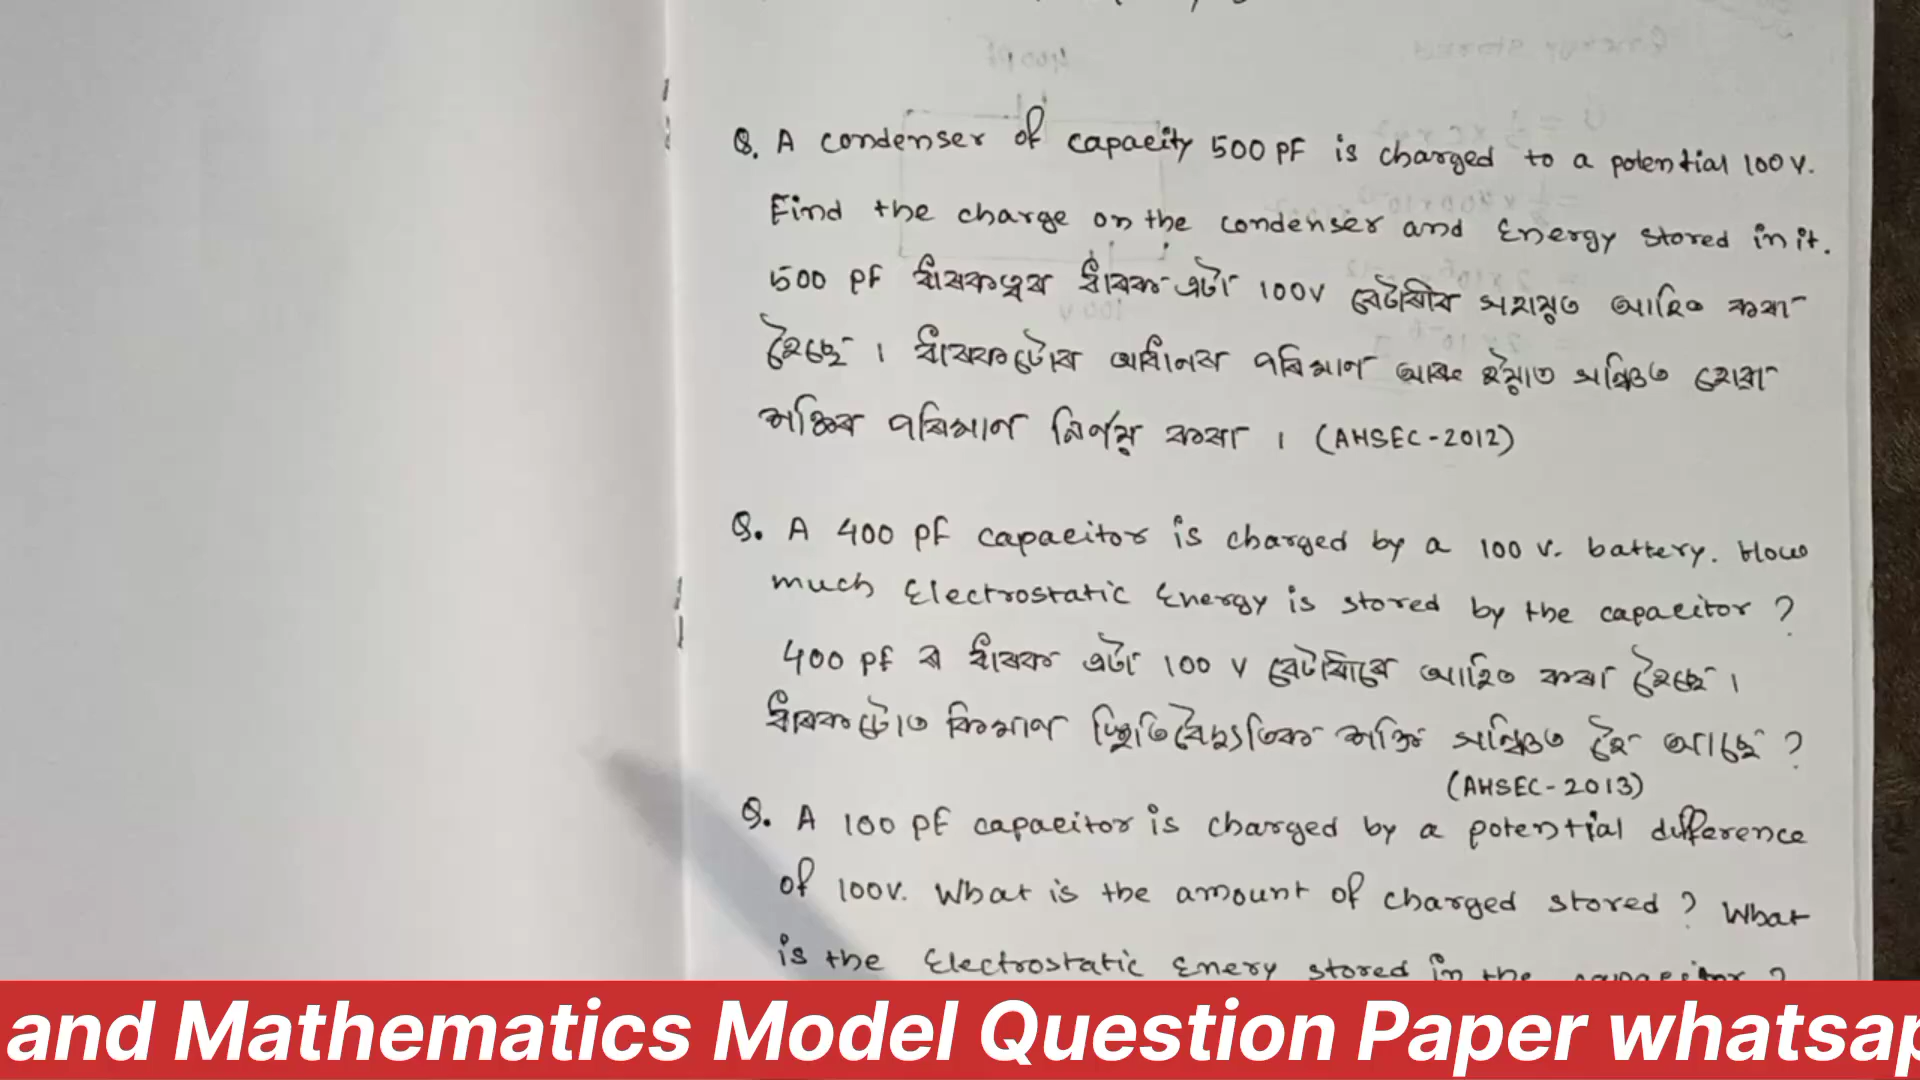 Q. A condenser of capacity 500 PF is charged to a potential 100 V.
Find the charge on the condenser and Energy stored in it.
500 PF ধাৰকত্বৰ ধাৰক এটা 100V বেটাৰীৰ সহায়ত আহিত কৰা
হৈছে । ধাৰকটোৰ আধানৰ পৰিমাণ আৰু ইয়াত সঞ্চিত হোৱা
শক্তিৰ পৰিমাণ নিৰ্ণয় কৰা । (AHSEC-2012)
Q. A 400 PF capacitor is charged by a 100 V. battery. How
much Electrostatic Energy is stored by the capacitor ?
400 PF ৰ ধাৰক এটা 100 V বেটাৰিৰে আহিত কৰা হৈছে ।
ধাৰকটোত কিমান স্থিতিবৈদ্যুতিক শক্তি সঞ্চিত হৈ আছে ?
(AHSEC-2013)
Q. A 100 PF capacitor is charged by a potential difference
of 100V. What is the amount of charged stored ? What
is the Electrostatic Enery stored in the capacitor ?
and Mathematics Model Question Paper whatsap